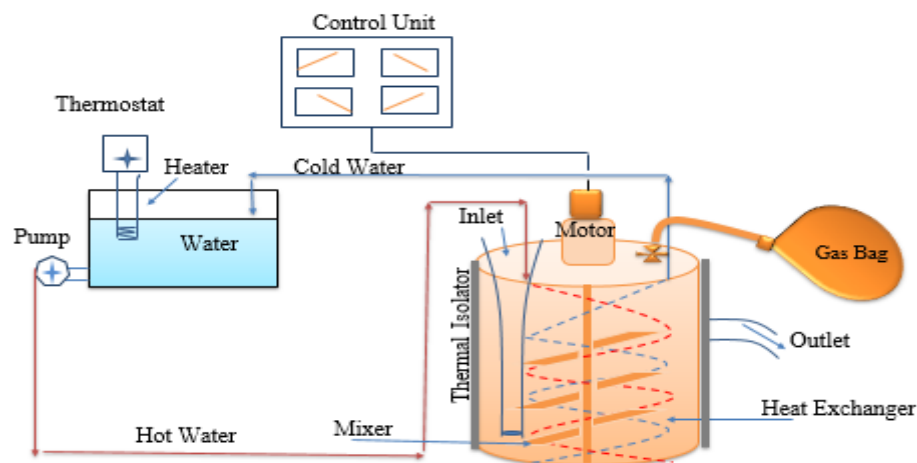 Control Unit
Thermostat
Heater
Cold Water
Inlet
Pump
Water
Motor
Gas Bag
Thermal Isolator
Outlet
Heat Exchanger
Hot Water
Mixer